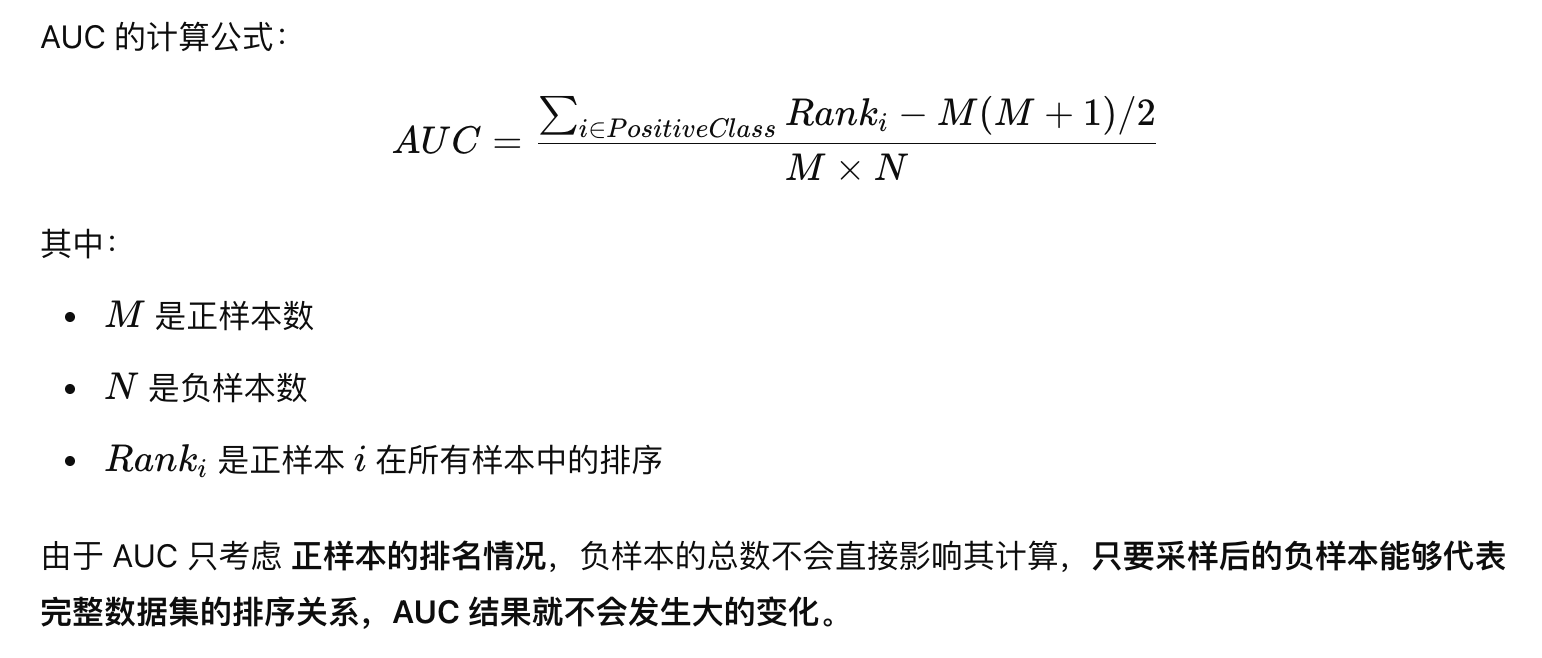 AUC 的计算公式：
$$AUC = \frac{\sum_{i \in PositiveClass} Rank_i - M(M+1)/2}{M \times N}$$
其中：
• $M$ 是正样本数
• $N$ 是负样本数
• $Rank_i$ 是正样本 $i$ 在所有样本中的排序
由于 AUC 只考虑 正样本的排名情况，负样本的总数不会直接影响其计算，只要采样后的负样本能够代表
完整数据集的排序关系，AUC 结果就不会发生大的变化。